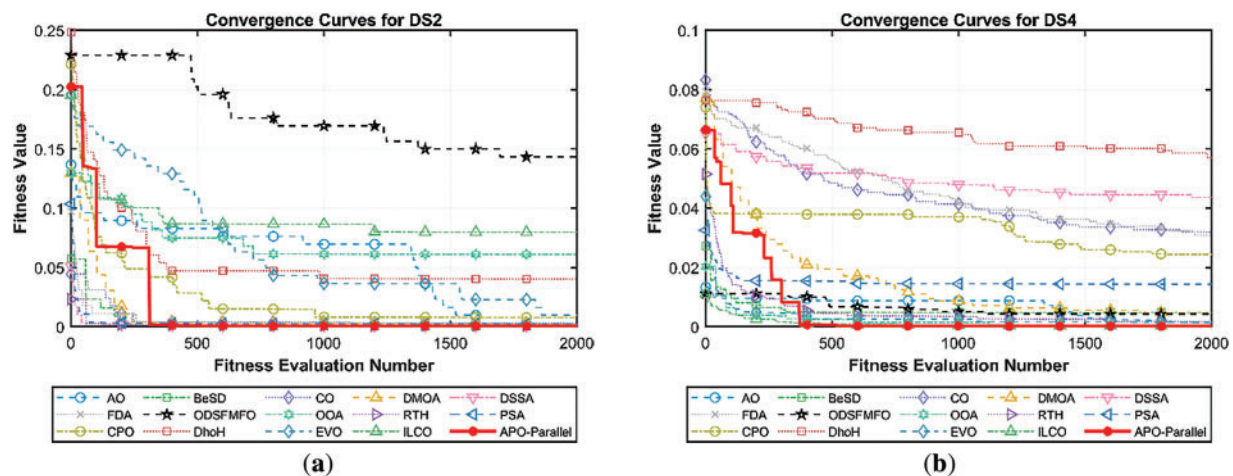 Convergence Curves for DS2
0.25
0.2
0.15
0.1
0.05
0
Fitness Value
0 500 1000 1500 2000
Fitness Evaluation Number
AO BeSD CO DMOA DSSA
FDA ODSFMFO OOA RTH PSA
CPO DhoH EVO ILCO APO-Parallel
(a)
Convergence Curves for DS4
0.1
0.08
0.06
0.04
0.02
0
Fitness Value
0 500 1000 1500 2000
Fitness Evaluation Number
AO BeSD CO DMOA DSSA
FDA ODSFMFO OOA RTH PSA
CPO DhoH EVO ILCO APO-Parallel
(b)